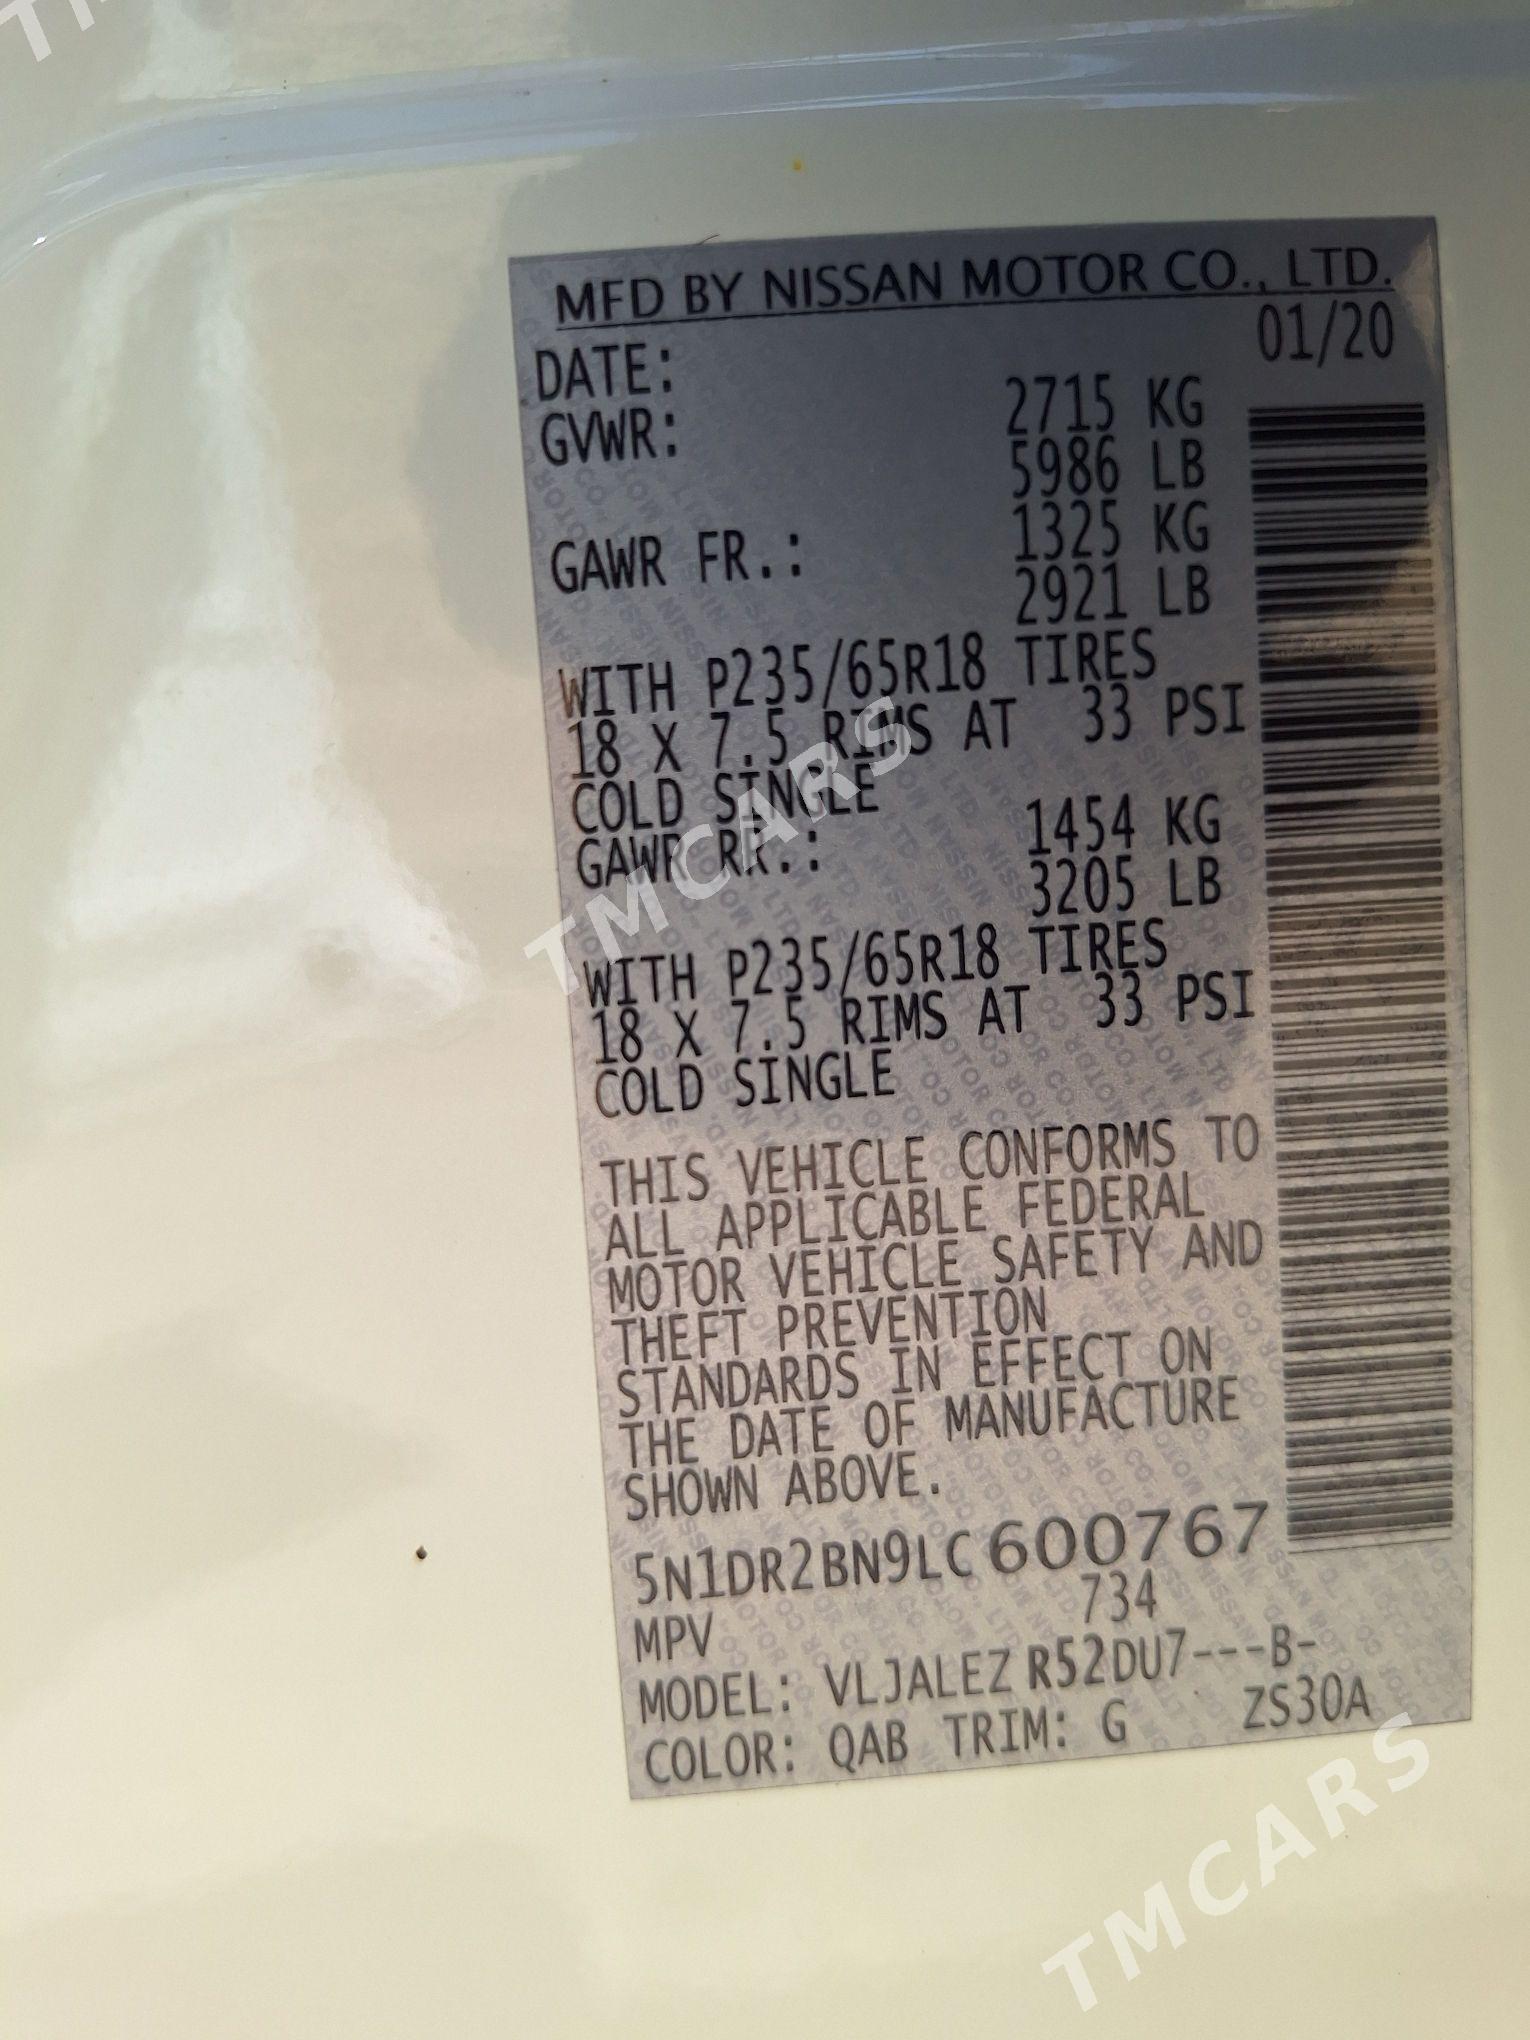 MFD BY NISSAN MOTOR CO., LTD.
DATE: 01/20
GVWR: 2715 KG
5986 LB
GAWR FR.: 1325 KG
2921 LB
WITH P235/65R18 TIRES
18 X 7.5 RIMS AT 33 PSI
COLD SINGLE
GAWR RR.: 1454 KG
3205 LB
WITH P235/65R18 TIRES
18 X 7.5 RIMS AT 33 PSI
COLD SINGLE
THIS VEHICLE CONFORMS TO
ALL APPLICABLE FEDERAL
MOTOR VEHICLE SAFETY AND
THEFT PREVENTION
STANDARDS IN EFFECT ON
THE DATE OF MANUFACTURE
SHOWN ABOVE.
5N1DR2BN9LC600767
MPV 734
MODEL: VLJALEZ R52DU7---B-
COLOR: QAB TRIM: G ZS30A
TMCARS
TMCARS